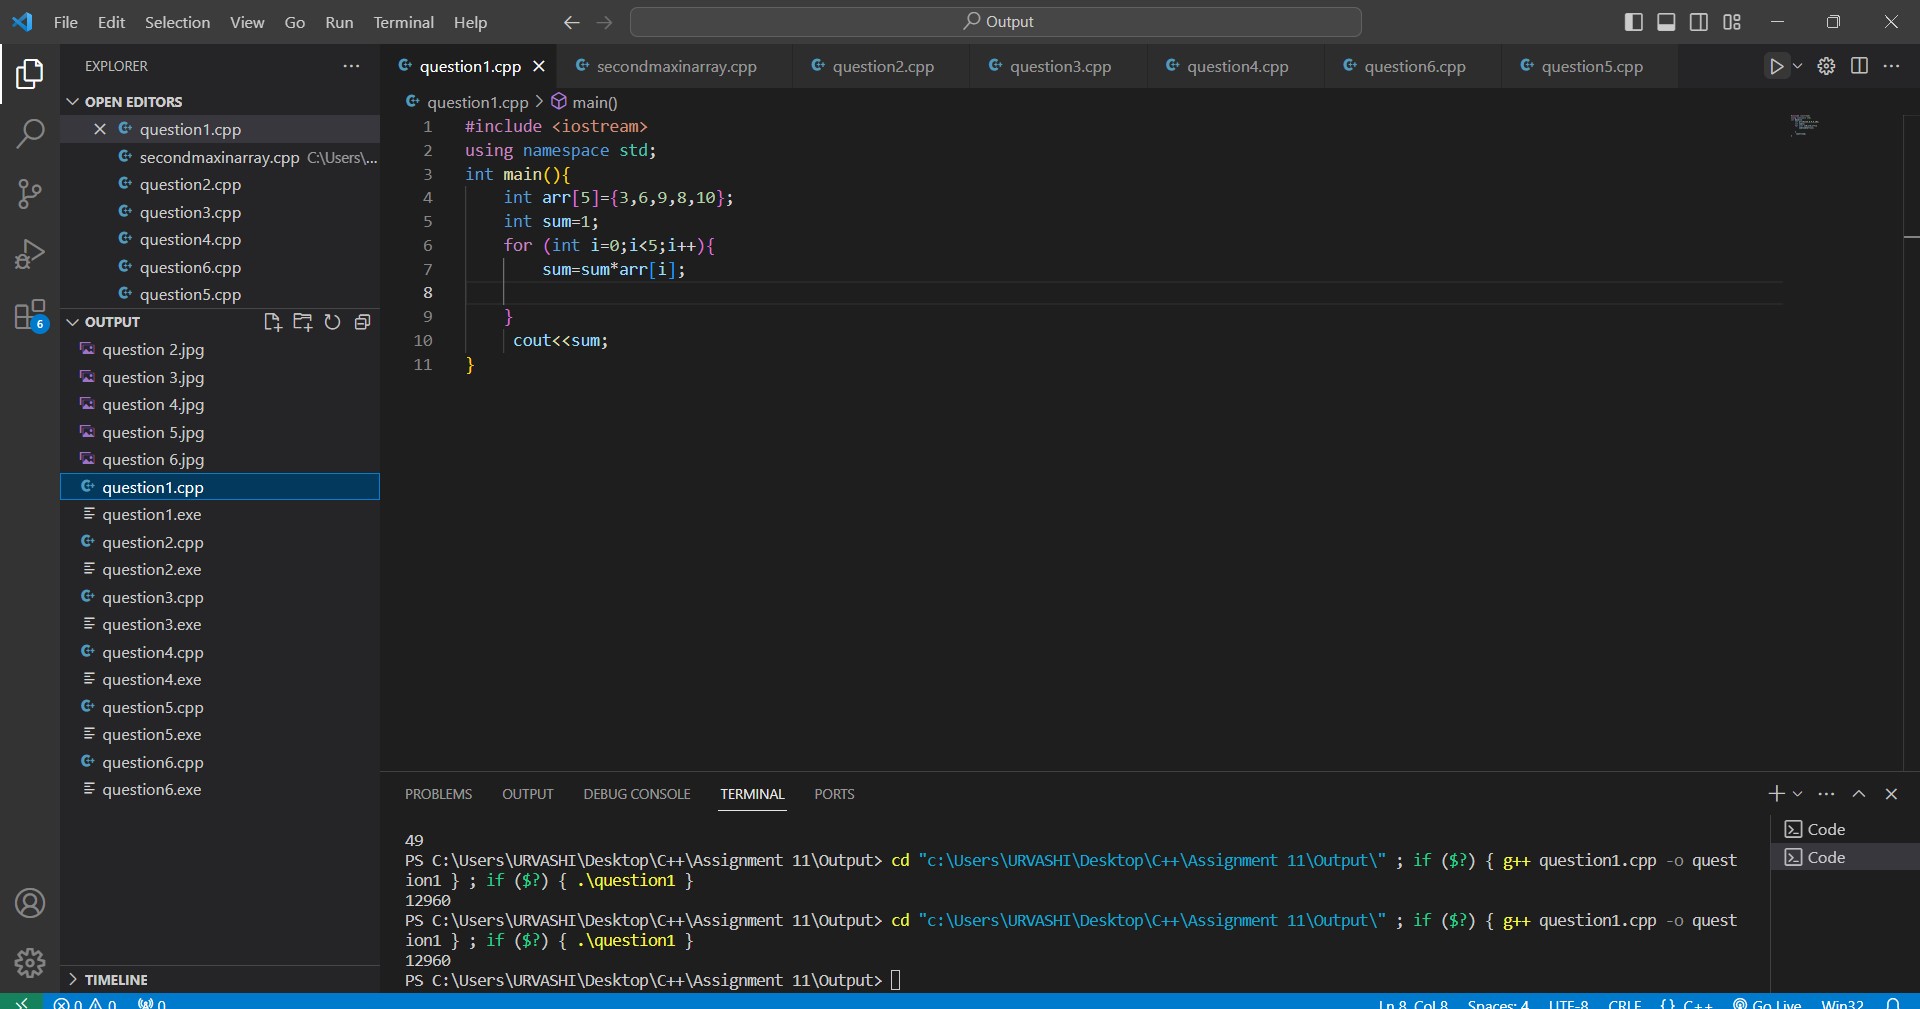 File Edit Selection View Go Run Terminal Help
Output
EXPLORER
OPEN EDITORS
question1.cpp
secondmaxinarray.cpp C:\Users\...
question2.cpp
question3.cpp
question4.cpp
question6.cpp
question5.cpp
6
OUTPUT
question 2.jpg
question 3.jpg
question 4.jpg
question 5.jpg
question 6.jpg
question1.cpp
question1.exe
question2.cpp
question2.exe
question3.cpp
question3.exe
question4.cpp
question4.exe
question5.cpp
question5.exe
question6.cpp
question6.exe
TIMELINE
question1.cpp secondmaxinarray.cpp question2.cpp question3.cpp question4.cpp question6.cpp question5.cpp
question1.cpp > main()
1 #include <iostream>
2 using namespace std;
3 int main(){
4 int arr[5]={3,6,9,8,10};
5 int sum=1;
6 for (int i=0;i<5;i++){
7 sum=sum*arr[i];
8
9 }
10 cout<<sum;
11 }
PROBLEMS OUTPUT DEBUG CONSOLE TERMINAL PORTS
49
PS C:\Users\URVASHI\Desktop\C++\Assignment 11\Output> cd "c:\Users\URVASHI\Desktop\C++\Assignment 11\Output\" ; if ($?) { g++ question1.cpp -o quest
ion1 } ; if ($?) { .\question1 }
12960
PS C:\Users\URVASHI\Desktop\C++\Assignment 11\Output> cd "c:\Users\URVASHI\Desktop\C++\Assignment 11\Output\" ; if ($?) { g++ question1.cpp -o quest
ion1 } ; if ($?) { .\question1 }
12960
PS C:\Users\URVASHI\Desktop\C++\Assignment 11\Output>
Code
Code
0 0 0 Ln 8, Col 8 Spaces: 4 UTF-8 CRLF {} C++ Go Live Win32